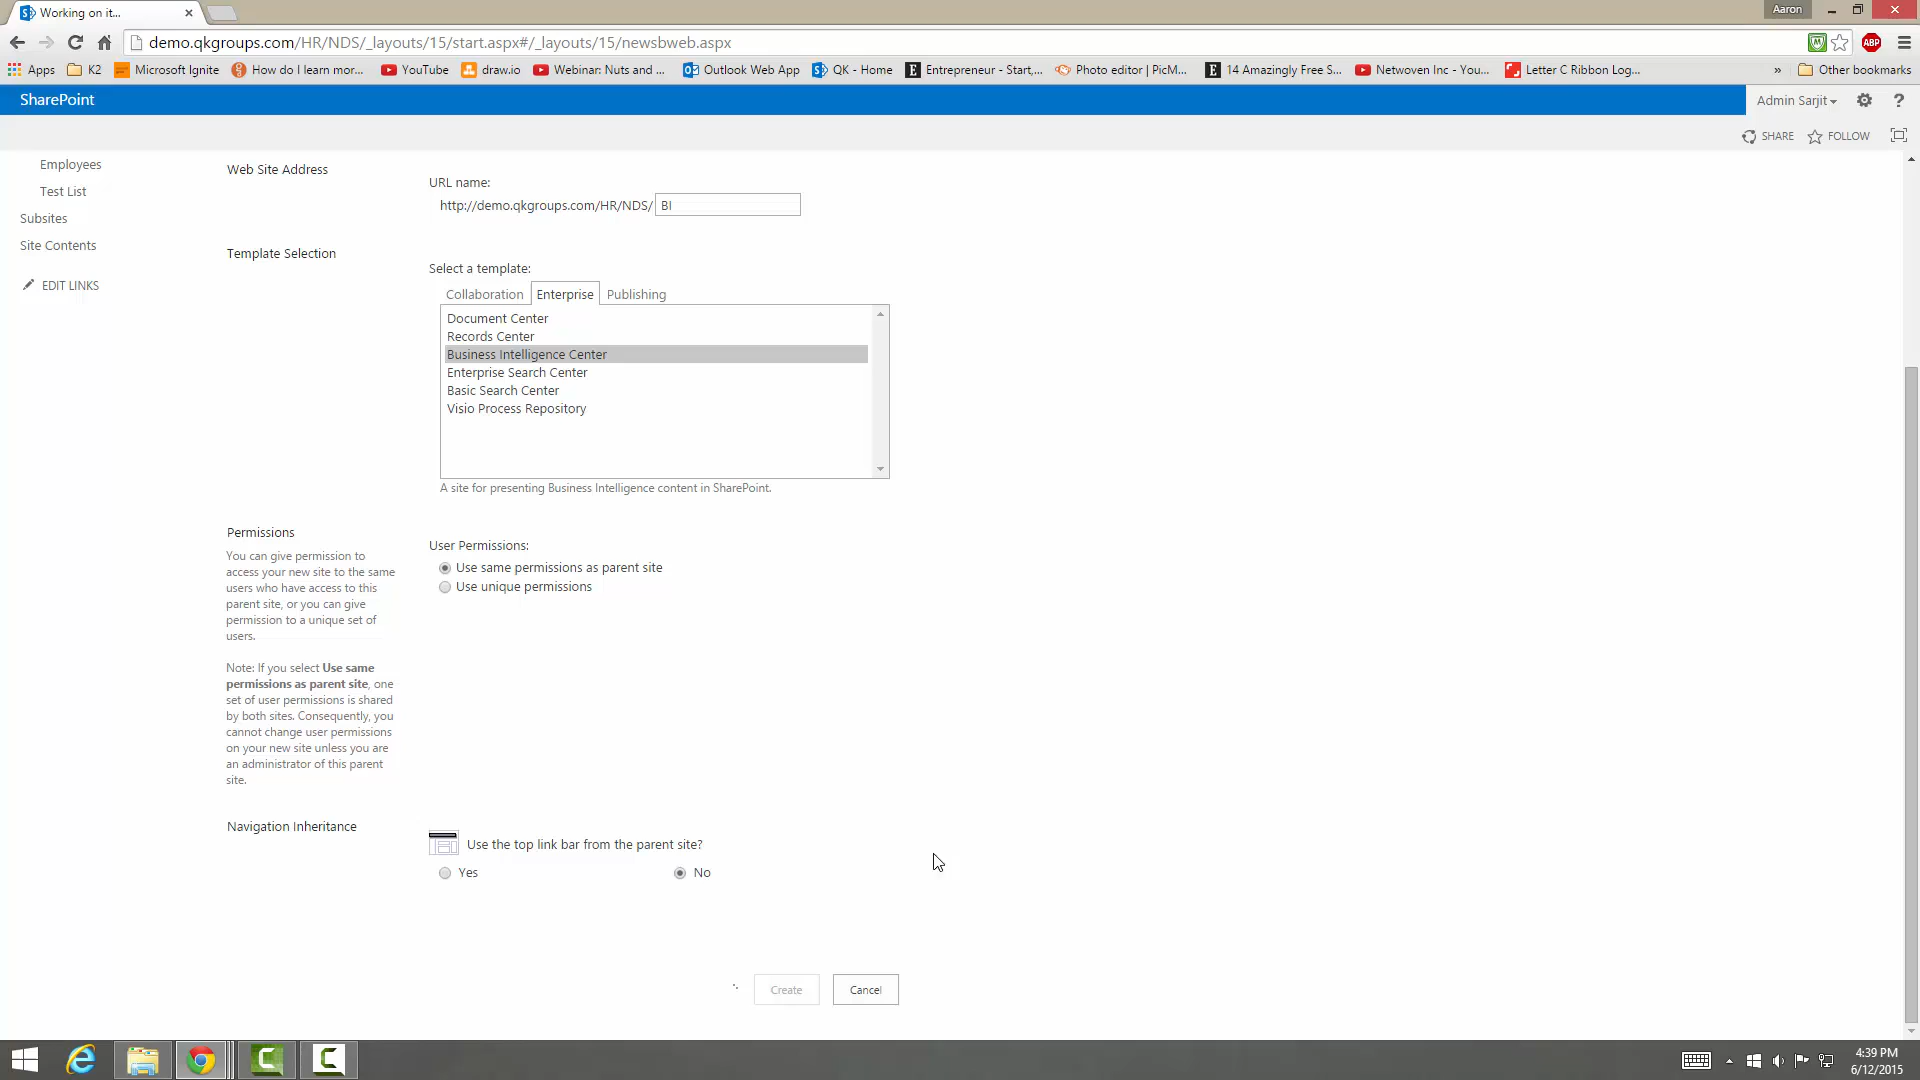 Working on it...
Aaron
demo.qkgroups.com/HR/NDS/_layouts/15/start.aspx#/_layouts/15/newsbweb.aspx
ABP
Apps K2 Microsoft Ignite How do I learn mor... YouTube draw.io Webinar: Nuts and ... Outlook Web App QK - Home Entrepreneur - Start,... Photo editor | PicM... 14 Amazingly Free S... Netwoven Inc - You... Letter C Ribbon Log... » Other bookmarks
SharePoint
Admin Sarjit
?
SHARE FOLLOW
Employees
Test List
Subsites
Site Contents
EDIT LINKS
Web Site Address
URL name:
http://demo.qkgroups.com/HR/NDS/ BI
Template Selection
Select a template:
Collaboration Enterprise Publishing
Document Center
Records Center
Business Intelligence Center
Enterprise Search Center
Basic Search Center
Visio Process Repository
A site for presenting Business Intelligence content in SharePoint.
Permissions
You can give permission to
access your new site to the same
users who have access to this
parent site, or you can give
permission to a unique set of
users.
Note: If you select Use same
permissions as parent site, one
set of user permissions is shared
by both sites. Consequently, you
cannot change user permissions
on your new site unless you are
an administrator of this parent
site.
User Permissions:
Use same permissions as parent site
Use unique permissions
Navigation Inheritance
Use the top link bar from the parent site?
Yes No
Create Cancel
4:39 PM
6/12/2015